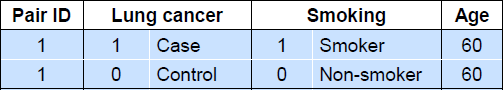 Pair ID Lung cancer Smoking Age
1 1 Case 1 Smoker 60
1 0 Control 0 Non-smoker 60